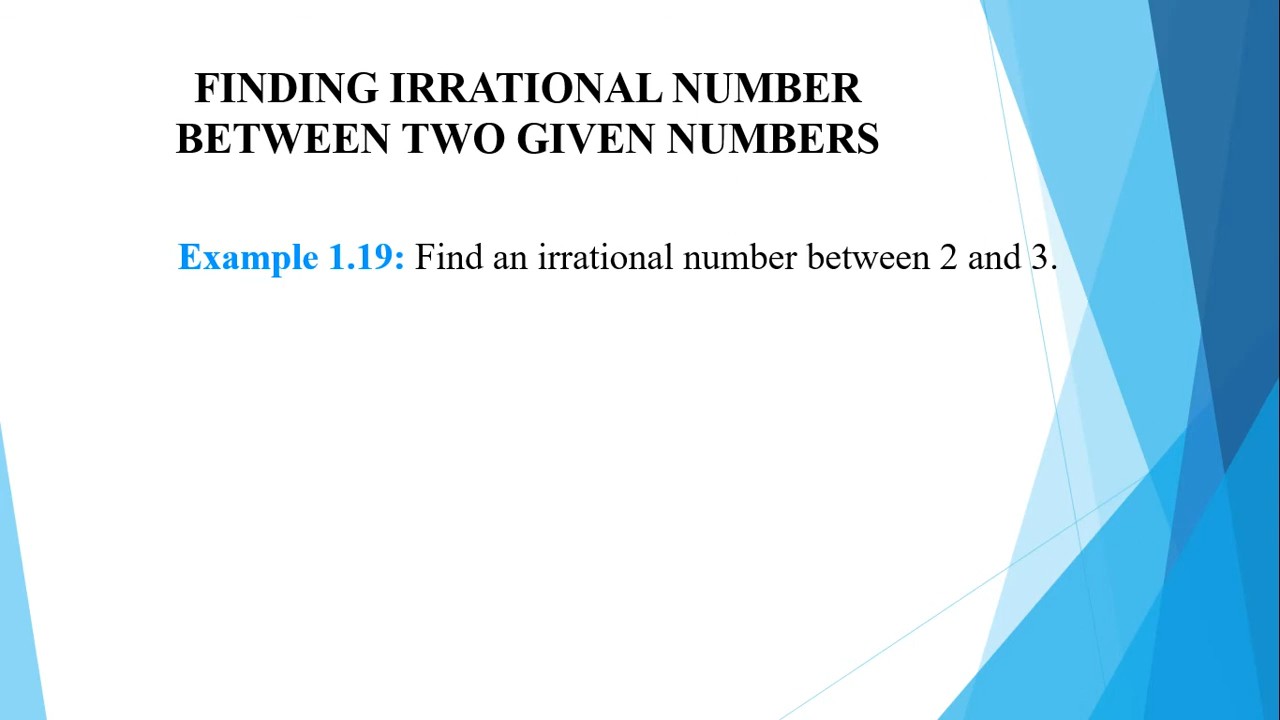 FINDING IRRATIONAL NUMBER
BETWEEN TWO GIVEN NUMBERS
Example 1.19: Find an irrational number between 2 and 3.